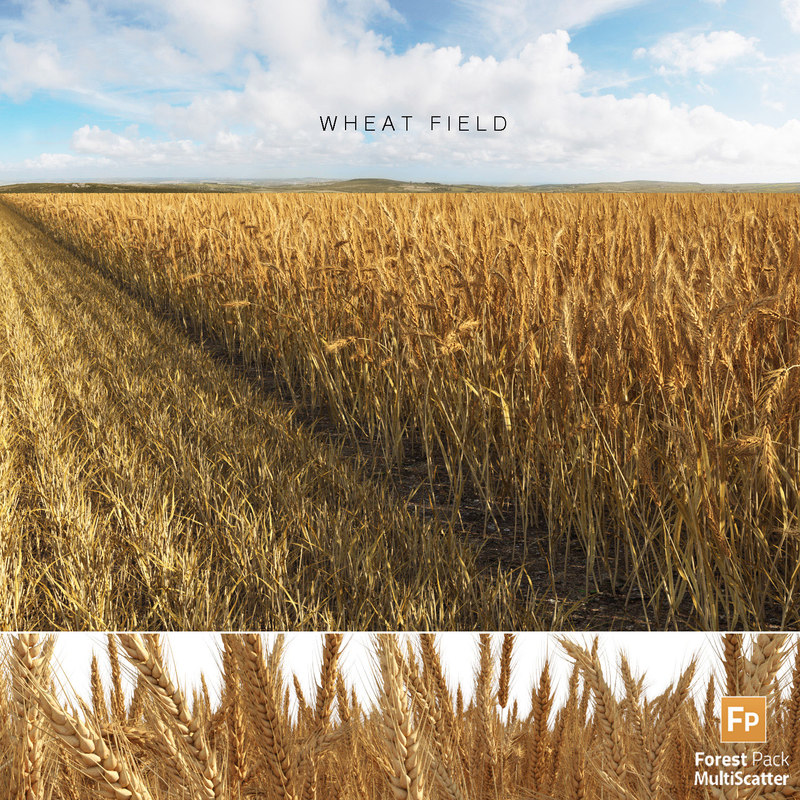 WHEAT FIELD
Fp
Forest Pack
MultiScatter